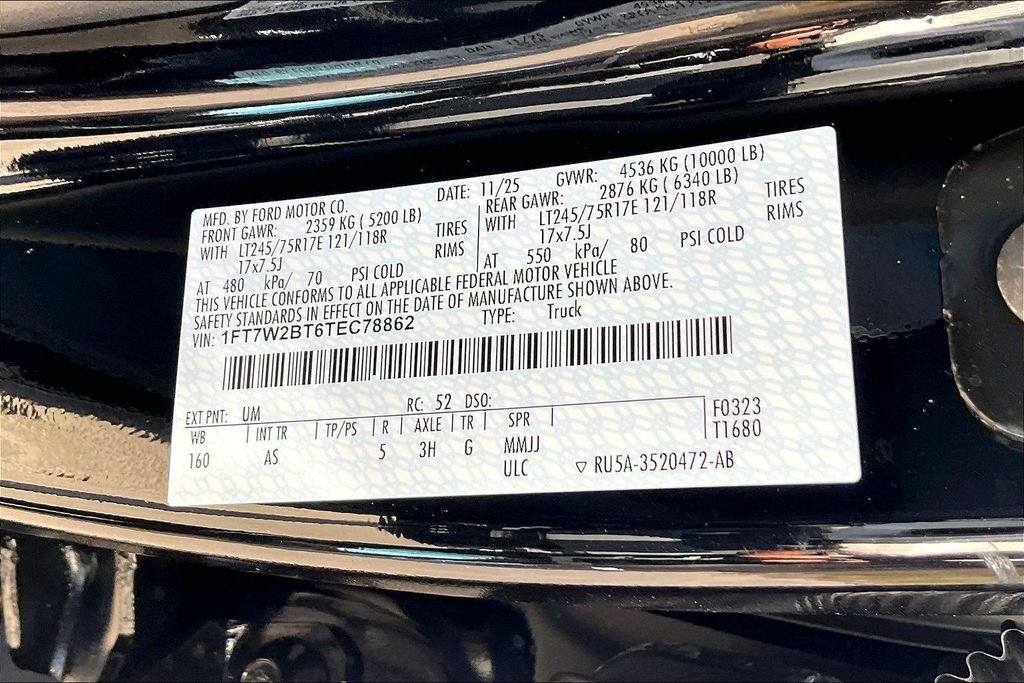 MFD. BY FORD MOTOR CO. DATE: 11/25 GVWR: 4536 KG (10000 LB)
FRONT GAWR: 2359 KG ( 5200 LB) REAR GAWR: 2876 KG ( 6340 LB)
WITH LT245/75R17E 121/118R TIRES WITH LT245/75R17E 121/118R TIRES
17x7.5J RIMS 17x7.5J RIMS
AT 480 kPa/ 70 PSI COLD AT 550 kPa/ 80 PSI COLD
THIS VEHICLE CONFORMS TO ALL APPLICABLE FEDERAL MOTOR VEHICLE
SAFETY STANDARDS IN EFFECT ON THE DATE OF MANUFACTURE SHOWN ABOVE.
VIN: 1FT7W2BT6TEC78862 TYPE: Truck
EXT PNT: UM RC: 52 DSO:
WB INT TR TP/PS R AXLE TR SPR F0323
160 AS 5 3H G MMJJ T1680
ULC RU5A-3520472-AB